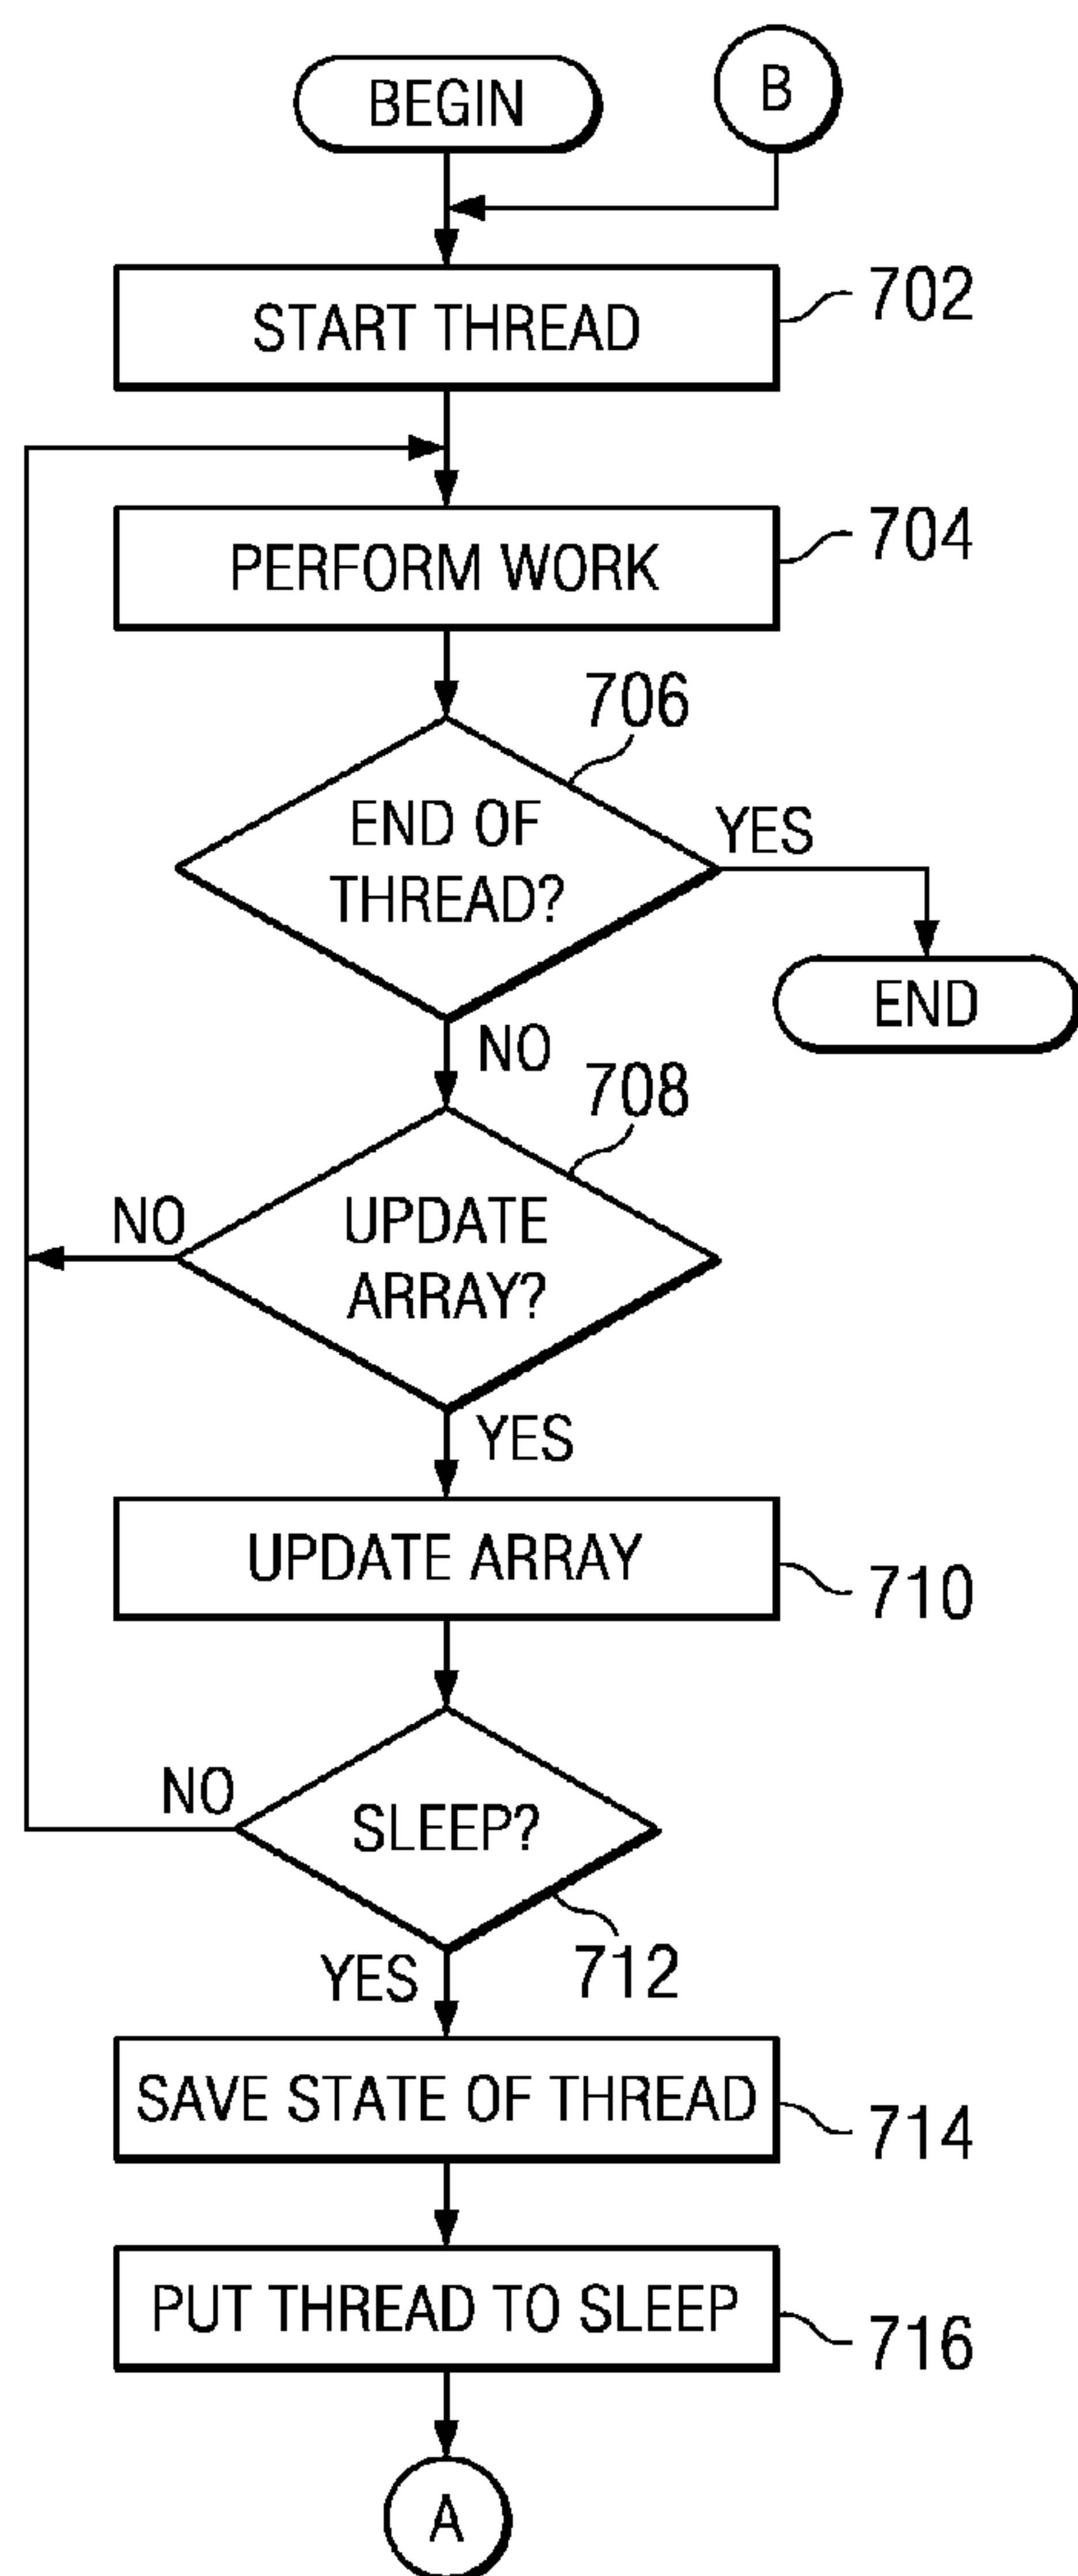 BEGIN
B
START THREAD
702
PERFORM WORK
704
706
END OF
THREAD?
YES
END
NO
708
NO
UPDATE
ARRAY?
YES
UPDATE ARRAY
710
NO
SLEEP?
712
YES
SAVE STATE OF THREAD
714
PUT THREAD TO SLEEP
716
A